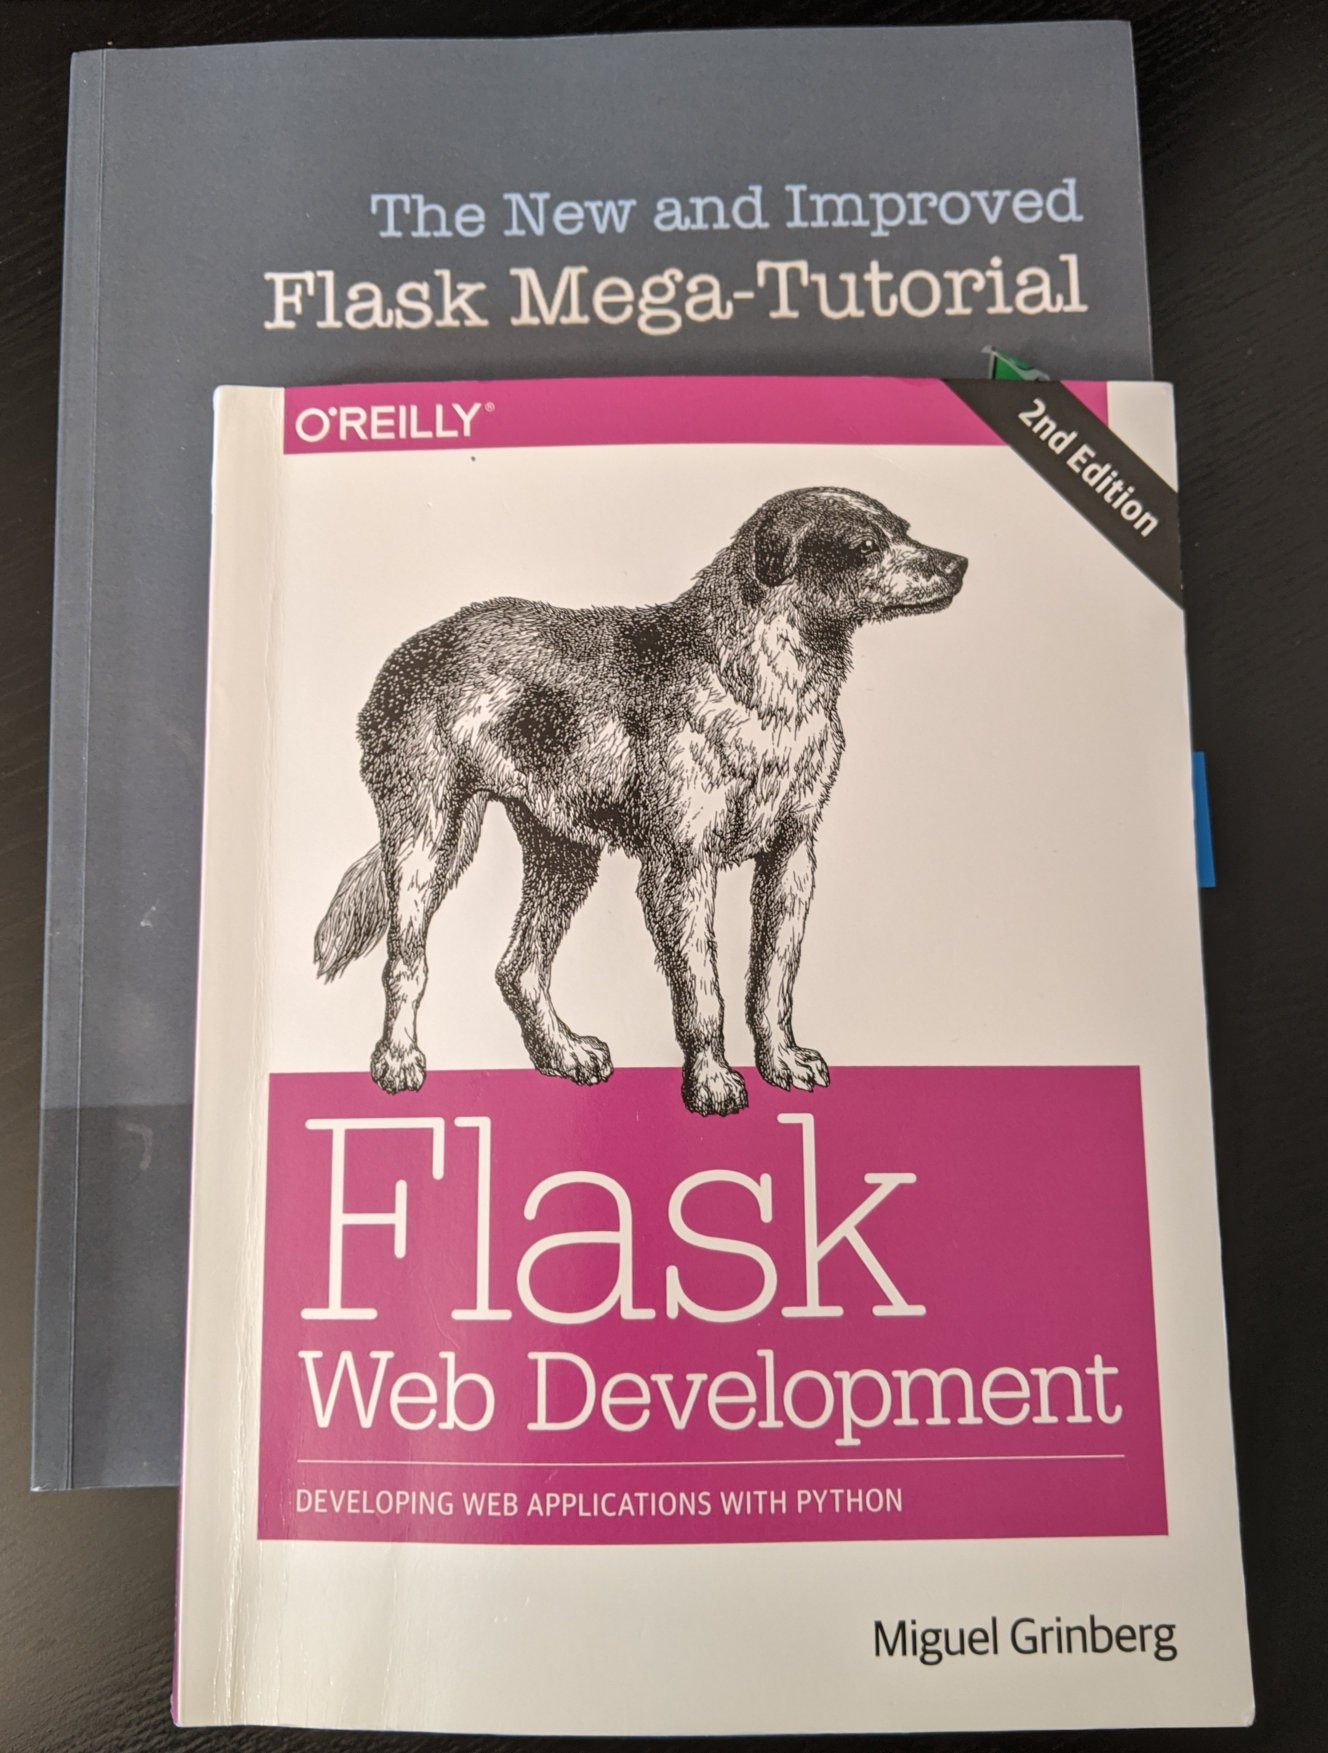 The New and Improved
Flask Mega-Tutorial
O'REILLY®
2nd Edition
Flask
Web Development
DEVELOPING WEB APPLICATIONS WITH PYTHON
Miguel Grinberg